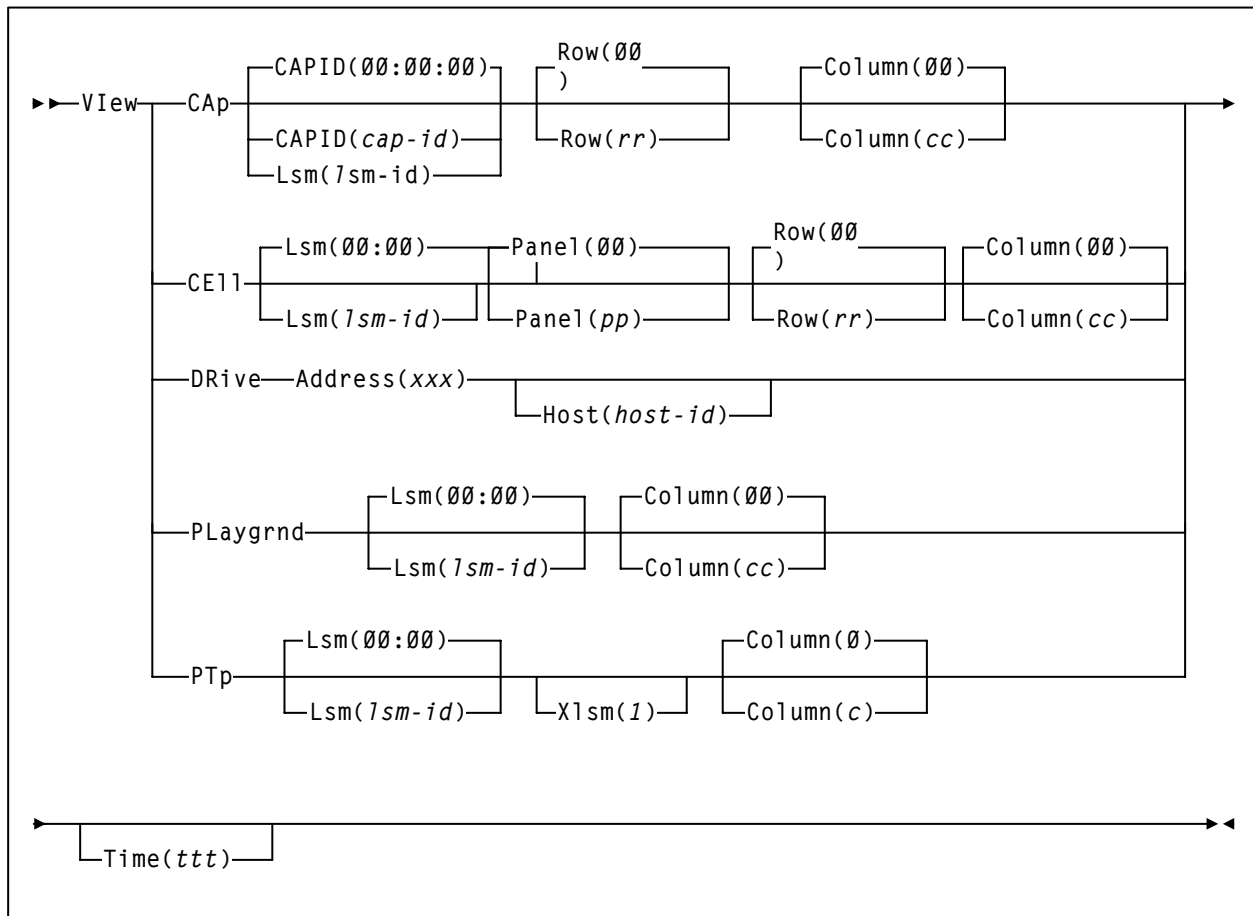 CAPID(00:00:00) Row(00
) Column(00)
VIew CAp
CAPID(cap-id) Row(rr) Column(cc)
Lsm(lsm-id)
Lsm(00:00) Panel(00) Row(00
) Column(00)
CEll
Lsm(lsm-id) Panel(pp) Row(rr) Column(cc)
DRive Address(xxx)
Host(host-id)
Lsm(00:00) Column(00)
PLaygrnd
Lsm(lsm-id) Column(cc)
Lsm(00:00) Column(0)
PTp
Lsm(lsm-id) Xlsm(l) Column(c)
Time(ttt)